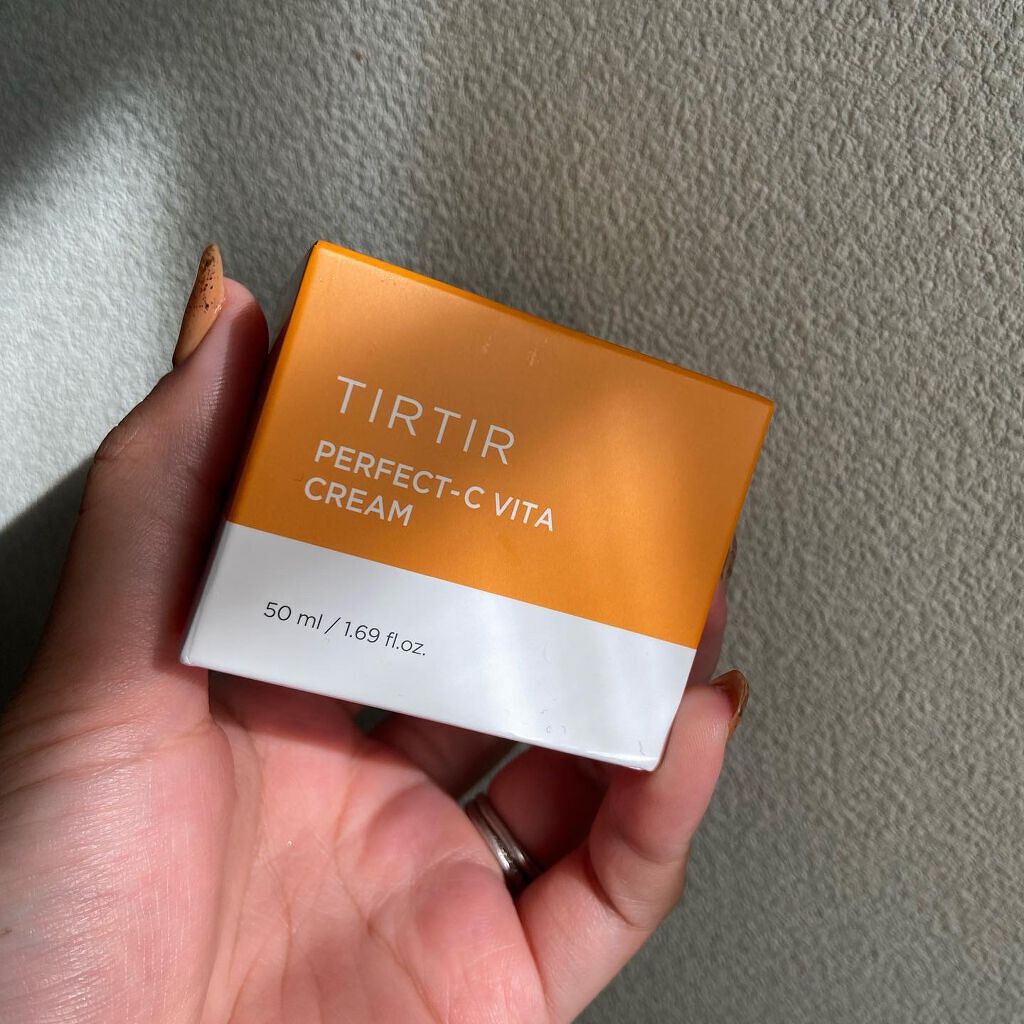 TIRTIR
PERFECT-C VITA
CREAM
50 ml / 1.69 fl.oz.